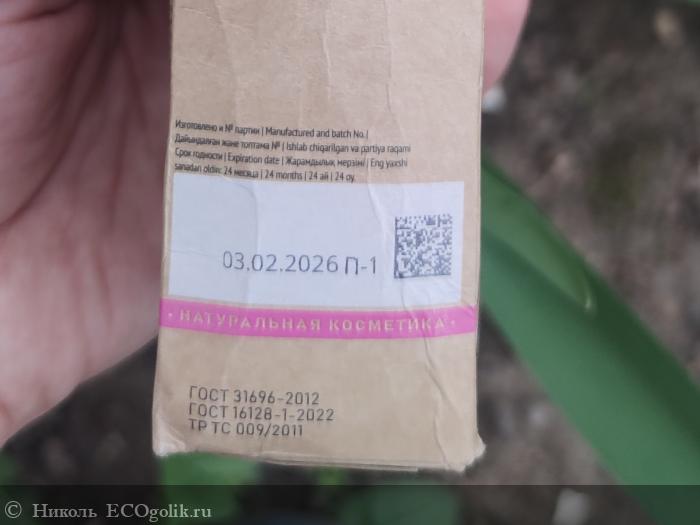 Изготовлено и № партии | Manufactured and batch No. |
Дайындалған және топтама № | Ishlab chiqarilgan va partiya raqami
Срок годности | Expiration date | Жарамдылық мерзімі | Eng yaxshi
sanadan oldin: 24 месяца | 24 months | 24 ай | 24 oy.
03.02.2026 П-1
· НАТУРАЛЬНАЯ КОСМЕТИКА ·
ГОСТ 31696-2012
ГОСТ 16128-1-2022
ТР ТС 009/2011
© Николь ECOgolik.ru